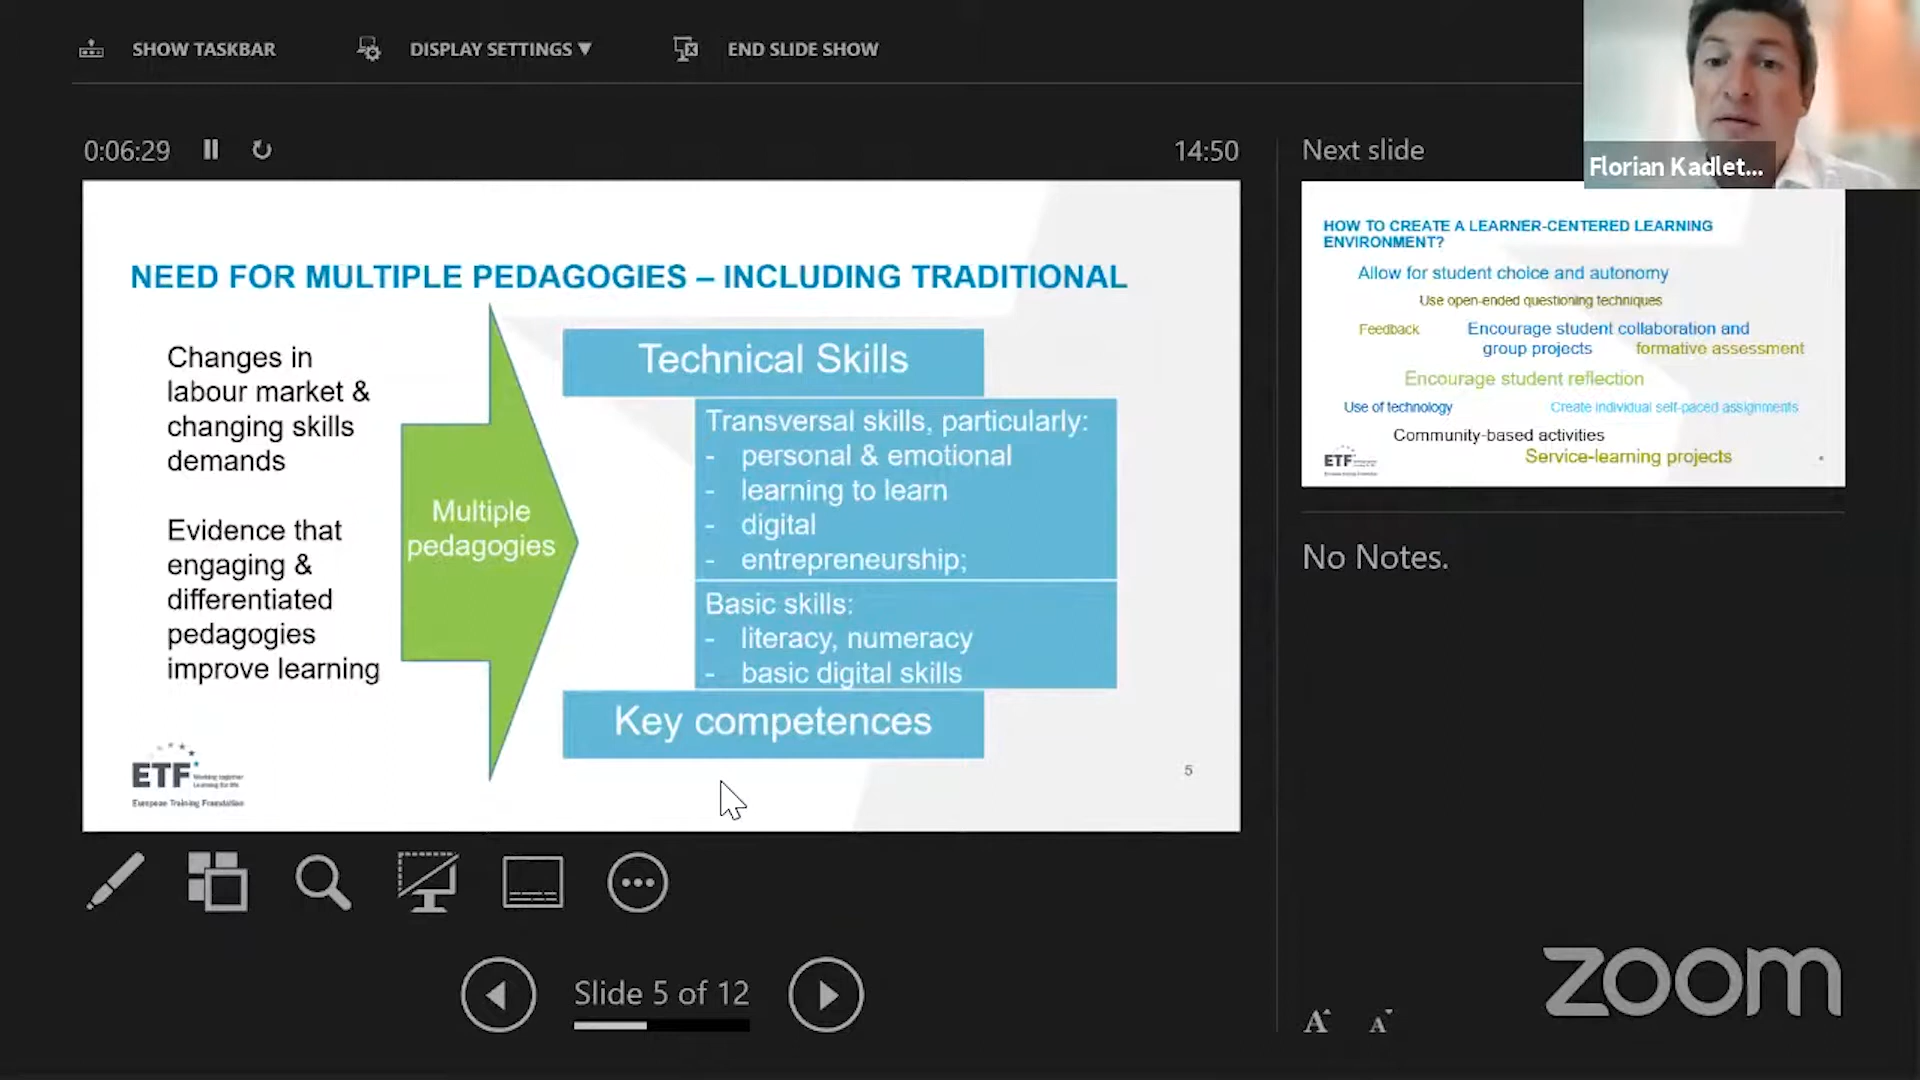 SHOW TASKBAR
DISPLAY SETTINGS ▼
END SLIDE SHOW
Florian Kadlet...
0:06:29
14:50
Next slide
NEED FOR MULTIPLE PEDAGOGIES – INCLUDING TRADITIONAL
Changes in
labour market &
changing skills
demands
Evidence that
engaging &
differentiated
pedagogies
improve learning
Multiple
pedagogies
Technical Skills
Transversal skills, particularly:
- personal & emotional
- learning to learn
- digital
- entrepreneurship;
Basic skills:
- literacy, numeracy
- basic digital skills
Key competences
ETF
Working together
Learning for life
European Training Foundation
5
HOW TO CREATE A LEARNER-CENTERED LEARNING
ENVIRONMENT?
Allow for student choice and autonomy
Use open-ended questioning techniques
Feedback
Encourage student collaboration and
group projects
formative assessment
Encourage student reflection
Use of technology
Create individual self-paced assignments
Community-based activities
Service-learning projects
ETF
No Notes.
Slide 5 of 12
A
A
zoom